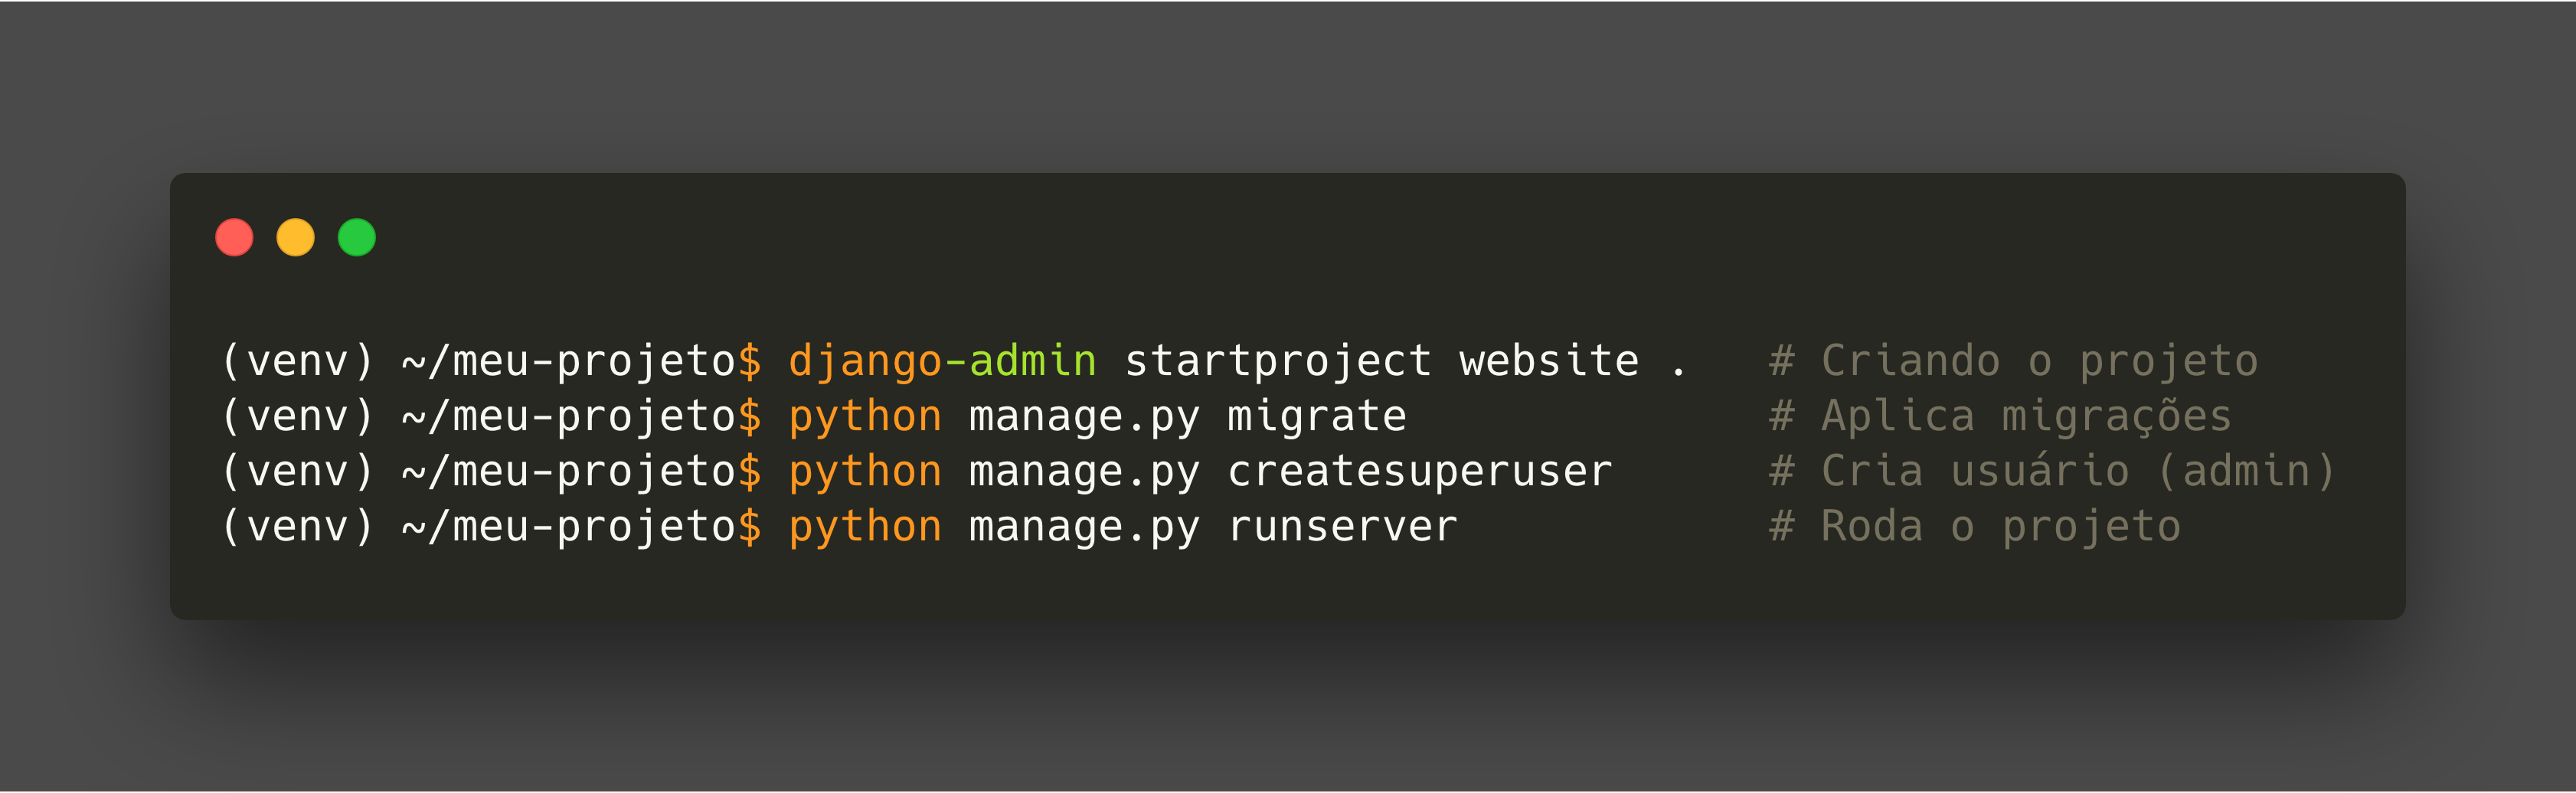 (venv) ~/meu-projeto$ django-admin startproject website .   # Criando o projeto
(venv) ~/meu-projeto$ python manage.py migrate              # Aplica migrações
(venv) ~/meu-projeto$ python manage.py createsuperuser      # Cria usuário (admin)
(venv) ~/meu-projeto$ python manage.py runserver            # Roda o projeto